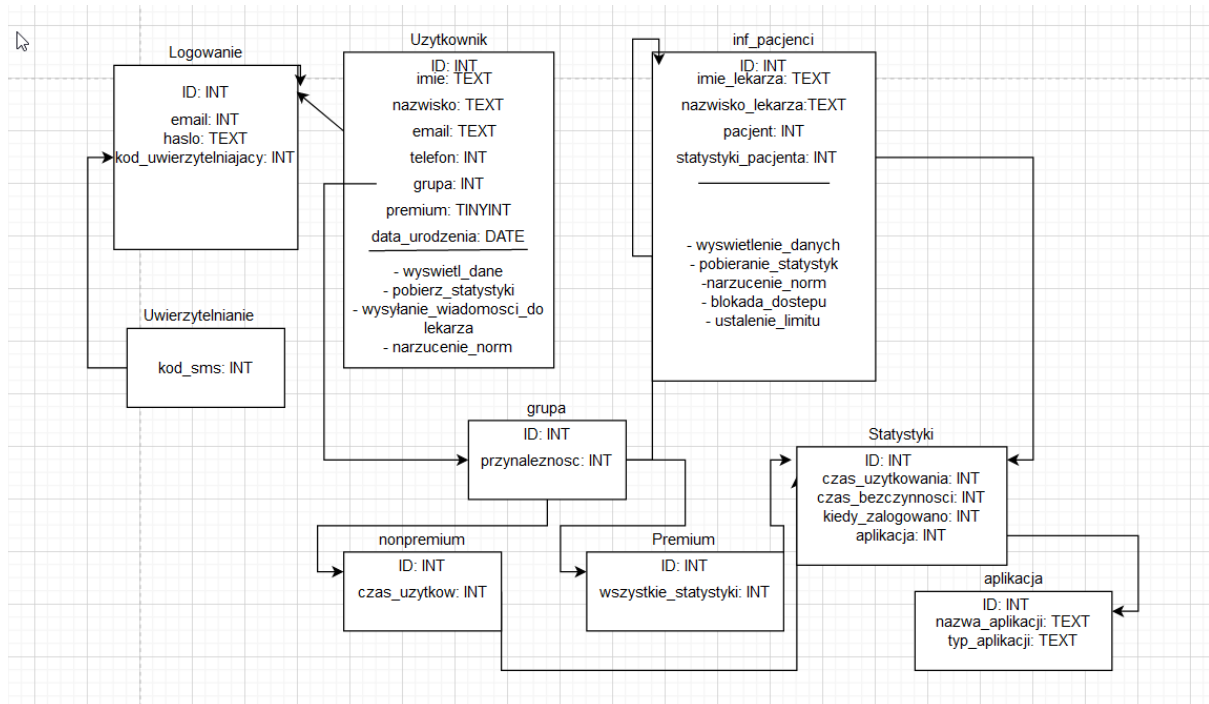 Logowanie
ID: INT
email: INT
haslo: TEXT
kod_uwierzytelniajacy: INT
Uzytkownik
ID: INT
imie: TEXT
nazwisko: TEXT
email: TEXT
telefon: INT
grupa: INT
premium: TINYINT
data_urodzenia: DATE
- wyswietl_dane
- pobierz_statystyki
- wysyłanie_wiadomosci_do
lekarza
- narzucenie_norm
inf_pacjenci
ID: INT
imie_lekarza: TEXT
nazwisko_lekarza:TEXT
pacjent: INT
statystyki_pacjenta: INT
- wyswietlenie_danych
- pobieranie_statystyk
-narzucenie_norm
- blokada_dostepu
- ustalenie_limitu
Uwierzytelnianie
kod_sms: INT
grupa
ID: INT
przynaleznosc: INT
Statystyki
ID: INT
czas_uzytkowania: INT
czas_bezczynnosci: INT
kiedy_zalogowano: INT
aplikacja: INT
nonpremium
ID: INT
czas_uzytkow: INT
Premium
ID: INT
wszystkie_statystyki: INT
aplikacja
ID: INT
nazwa_aplikacji: TEXT
typ_aplikacji: TEXT